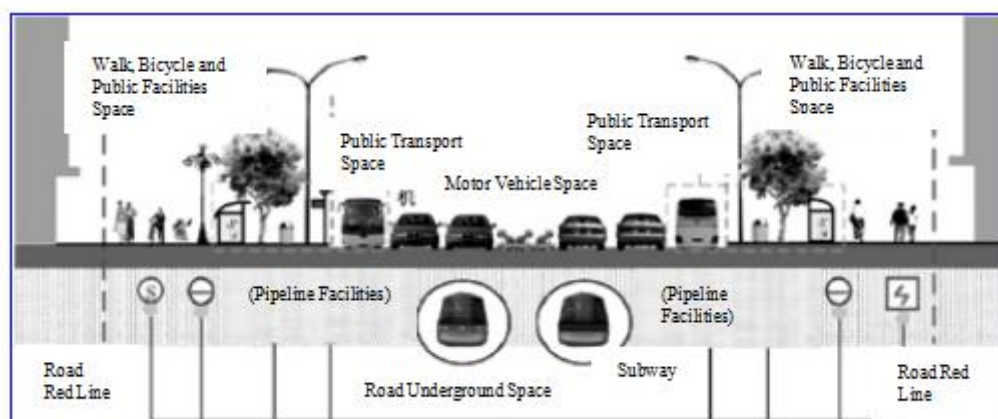 Walk, Bicycle and
Public Facilities
Space
Walk, Bicycle and
Public Facilities
Space
Public Transport
Space
Public Transport
Space
Motor Vehicle Space
机
S
(Pipeline Facilities)
(Pipeline
Facilities)
Road
Red Line
Road Underground Space
Subway
Road Red
Line